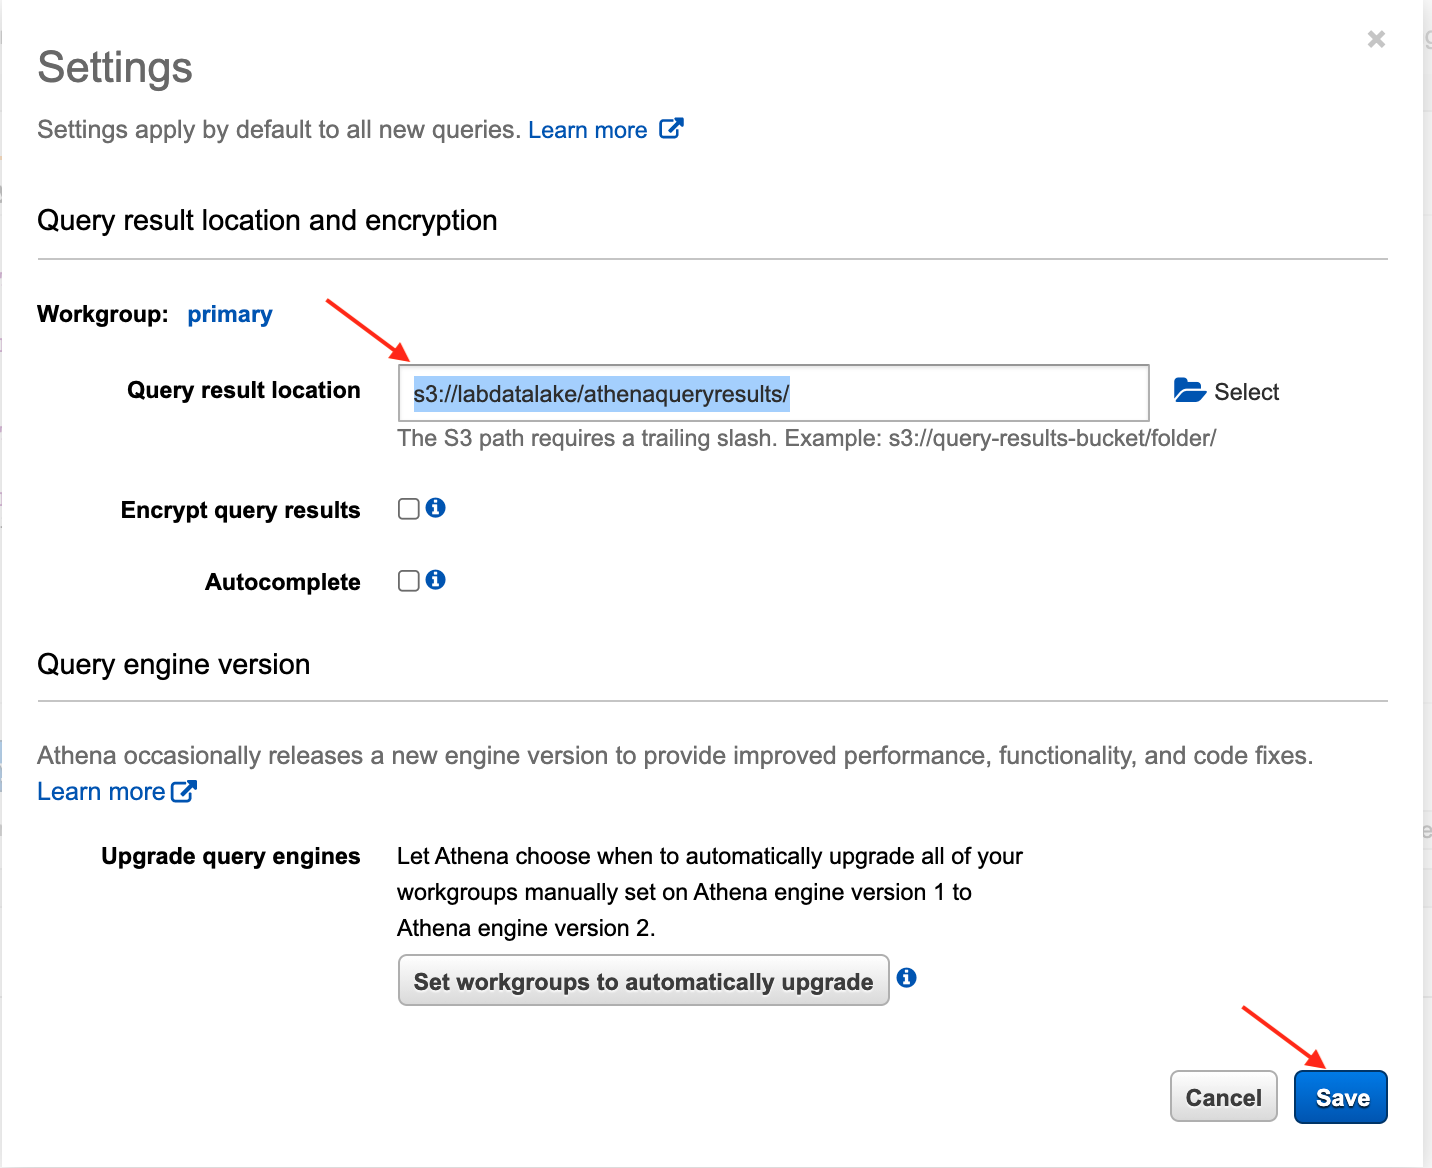 Settings
Settings apply by default to all new queries. Learn more
Query result location and encryption
Workgroup: primary
Query result location s3://labdatalake/athenaqueryresults/ Select
The S3 path requires a trailing slash. Example: s3://query-results-bucket/folder/
Encrypt query results
Autocomplete
Query engine version
Athena occasionally releases a new engine version to provide improved performance, functionality, and code fixes.
Learn more
Upgrade query engines Let Athena choose when to automatically upgrade all of your
workgroups manually set on Athena engine version 1 to
Athena engine version 2.
Set workgroups to automatically upgrade
Cancel Save